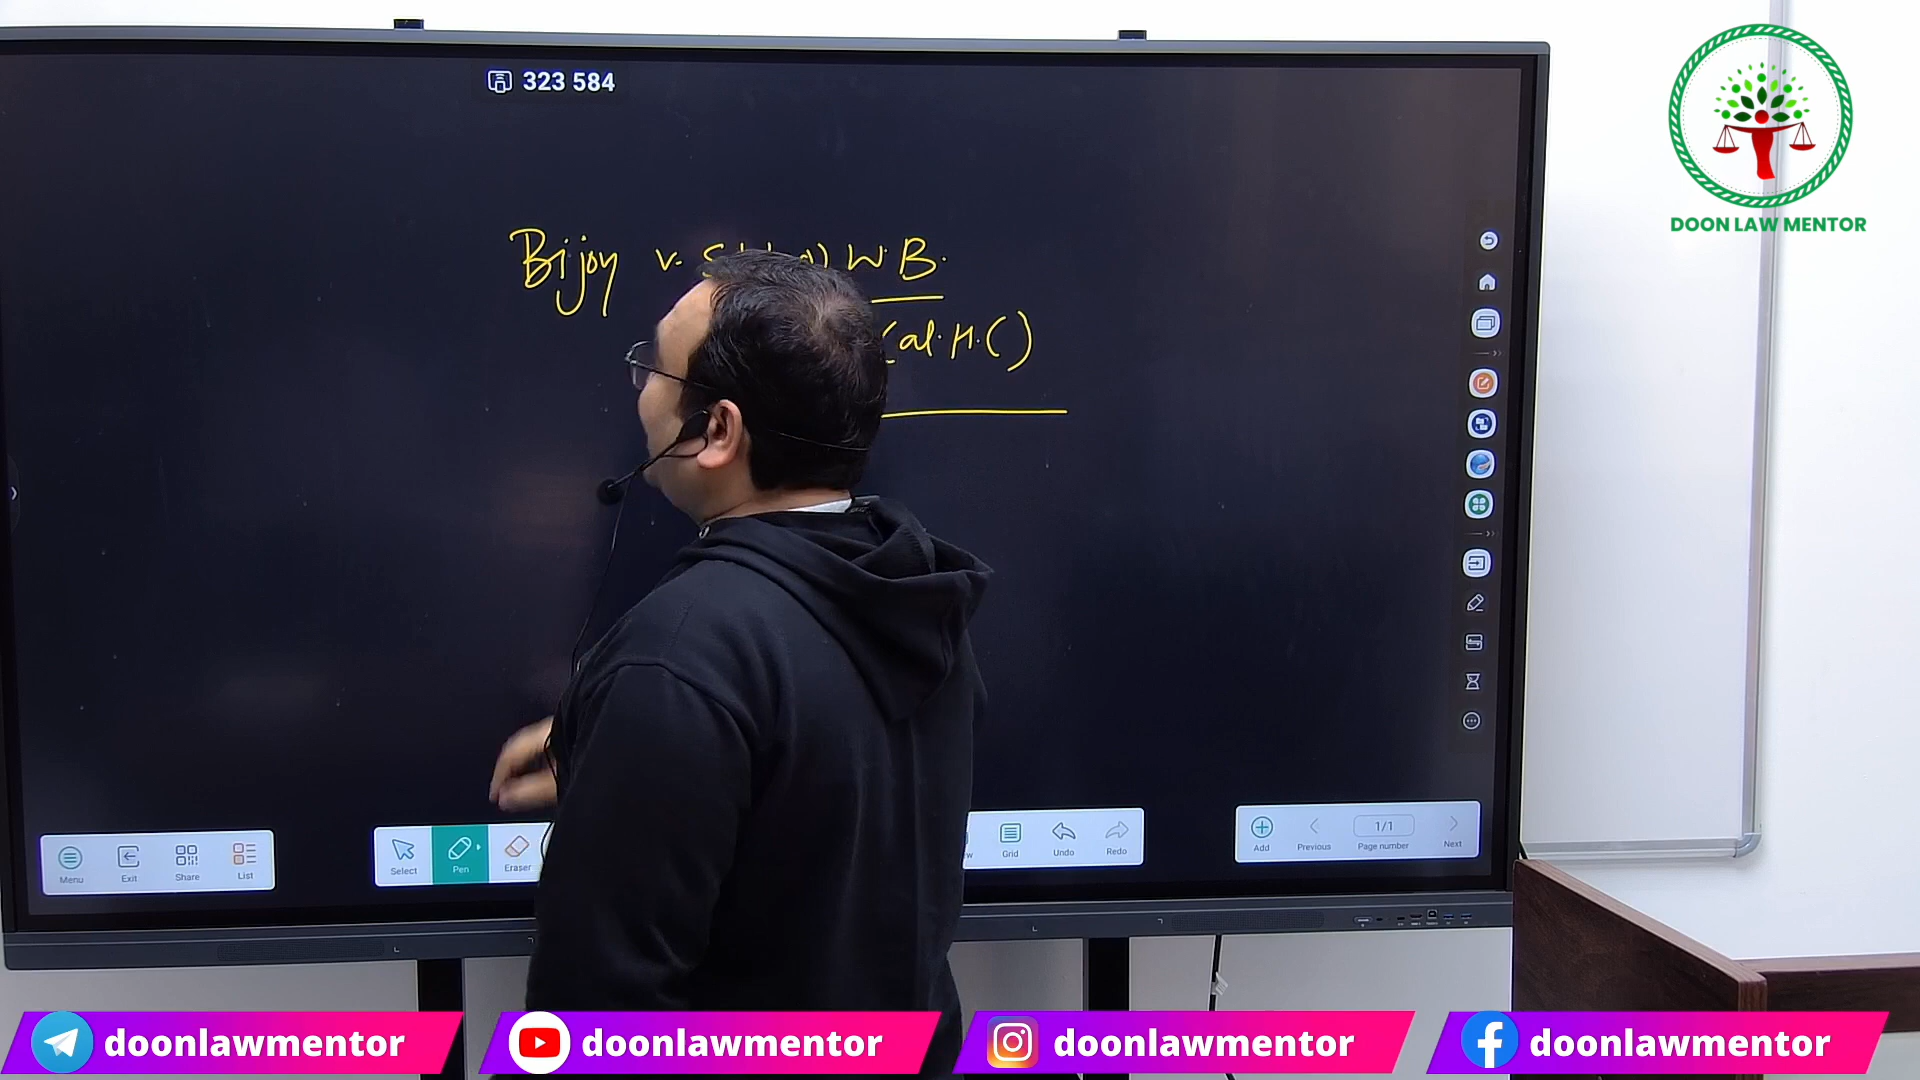 323 584
DOON LAW MENTOR
Bijoy v. W.B.
Cal. H.C)
Menu
Exit
Share
List
Select
Pen
Eraser
Grid
Undo
Redo
Add
Previous
1/1
Page number
Next
doonlawmentor
doonlawmentor
doonlawmentor
doonlawmentor